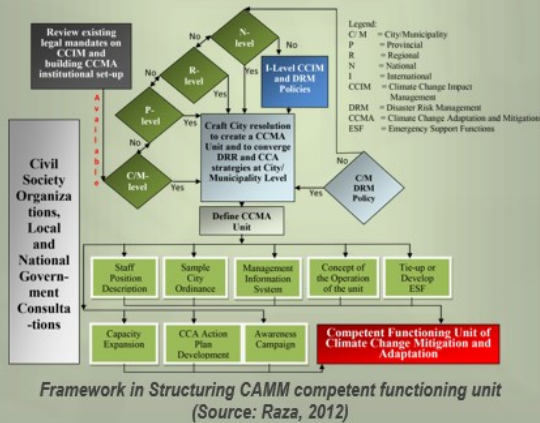 Review existing
legal mandates on
CCIM and
building CCMA
institutional set-up
Available
No
N-level
No
Legend:
C/ M = City/Municipality
P = Provincial
R = Regional
N = National
I = International
CCIM = Climate Change Impact
Management
DRM = Disaster Risk Management
CCMA = Climate Change Adaptation and Mitigation
ESF = Emergency Support Functions
No
R-level
Yes
Yes
I-Level CCIM
and DRM
Policies
No
P-level
Yes
No
C/M-level
Yes
Craft City resolution
to create a CCMA
Unit and to converge
DRR and CCA
strategies at City/
Municipality Level
No
C/M
DRM
Policy
Yes
Civil
Society
Organiza
tions,
Local
and
National
Govern-
ment
Consulta-
-tions
Define CCMA
Unit
Staff
Position
Description
Sample
City
Ordinance
Management
Information
System
Concept of
the Operation
of the unit
Tie-up or
Develop
ESF
Capacity
Expansion
CCA Action
Plan
Development
Awareness
Campaign
Competent Functioning Unit of
Climate Change Mitigation and
Adaptation
Framework in Structuring CAMM competent functioning unit
(Source: Raza, 2012)